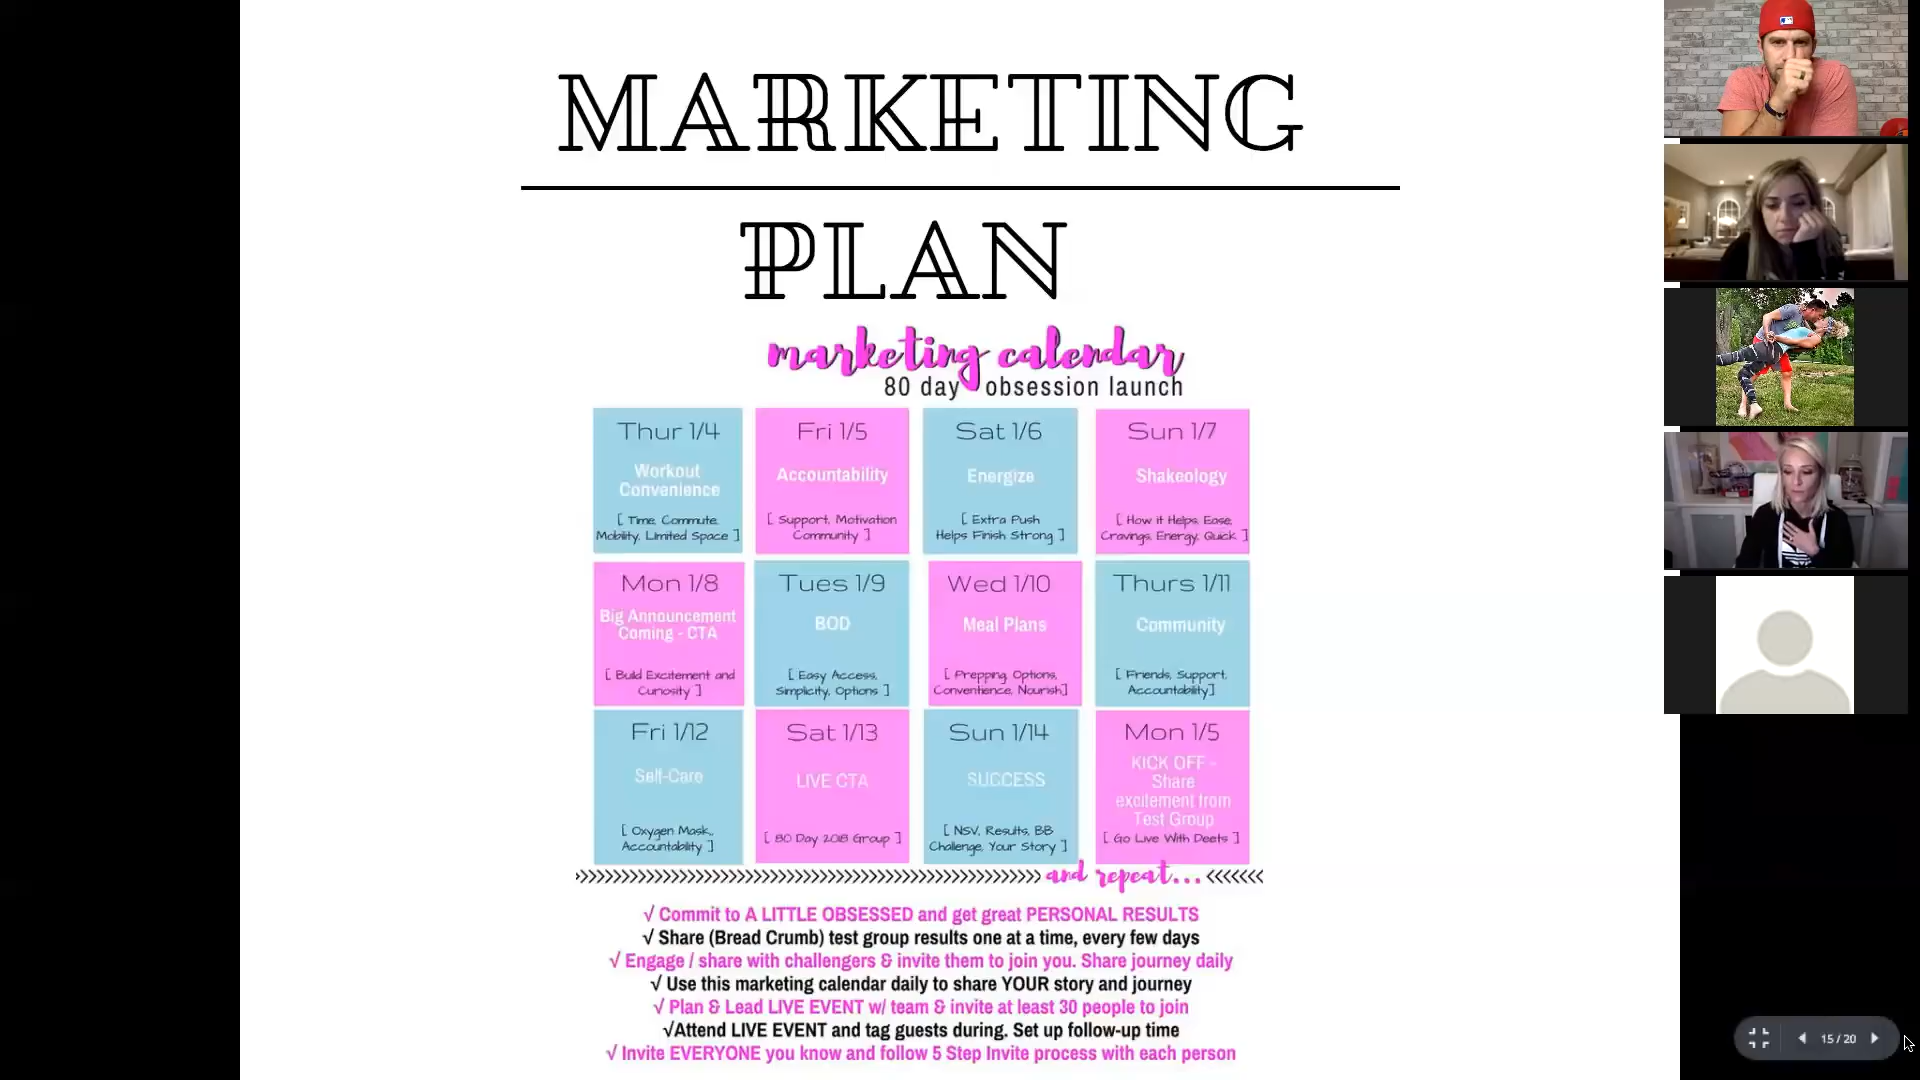 MARKETING
PLAN
marketing calendar
80 day obsession launch
Thur 1/4
Workout
Convenience
[ Time, Commute,
Mobility, Limited Space ]
Fri 1/5
Accountability
[ Support, Motivation
Community ]
Sat 1/6
Energize
[ Extra Push
Helps Finish Strong ]
Sun 1/7
Shakeology
[ How it Helps, Ease,
Cravings, Energy, Quick ]
Mon 1/8
Big Announcement
Coming - CTA
[ Build Excitement and
Curiosity ]
Tues 1/9
BOD
[ Easy Access,
Simplicity, Options ]
Wed 1/10
Meal Plans
[ Prepping, Options,
Conventience, Nourish]
Thurs 1/11
Community
[ Friends, Support,
Accountability]
Fri 1/12
Self-Care
[ Oxygen Mask,
Accountability ]
Sat 1/13
LIVE CTA
[ 80 Day 2018 Group ]
Sun 1/14
SUCCESS
[ NSV, Results, BB
Challenge, Your Story ]
Mon 1/5
KICK OFF -
Share
excitement from
Test Group
[ Go Live With Deets ]
and repeat...
√ Commit to A LITTLE OBSESSED and get great PERSONAL RESULTS
√ Share (Bread Crumb) test group results one at a time, every few days
√ Engage / share with challengers & invite them to join you. Share journey daily
√ Use this marketing calendar daily to share YOUR story and journey
√ Plan & Lead LIVE EVENT w/ team & invite at least 30 people to join
√Attend LIVE EVENT and tag guests during. Set up follow-up time
√ Invite EVERYONE you know and follow 5 Step Invite process with each person
15 / 20